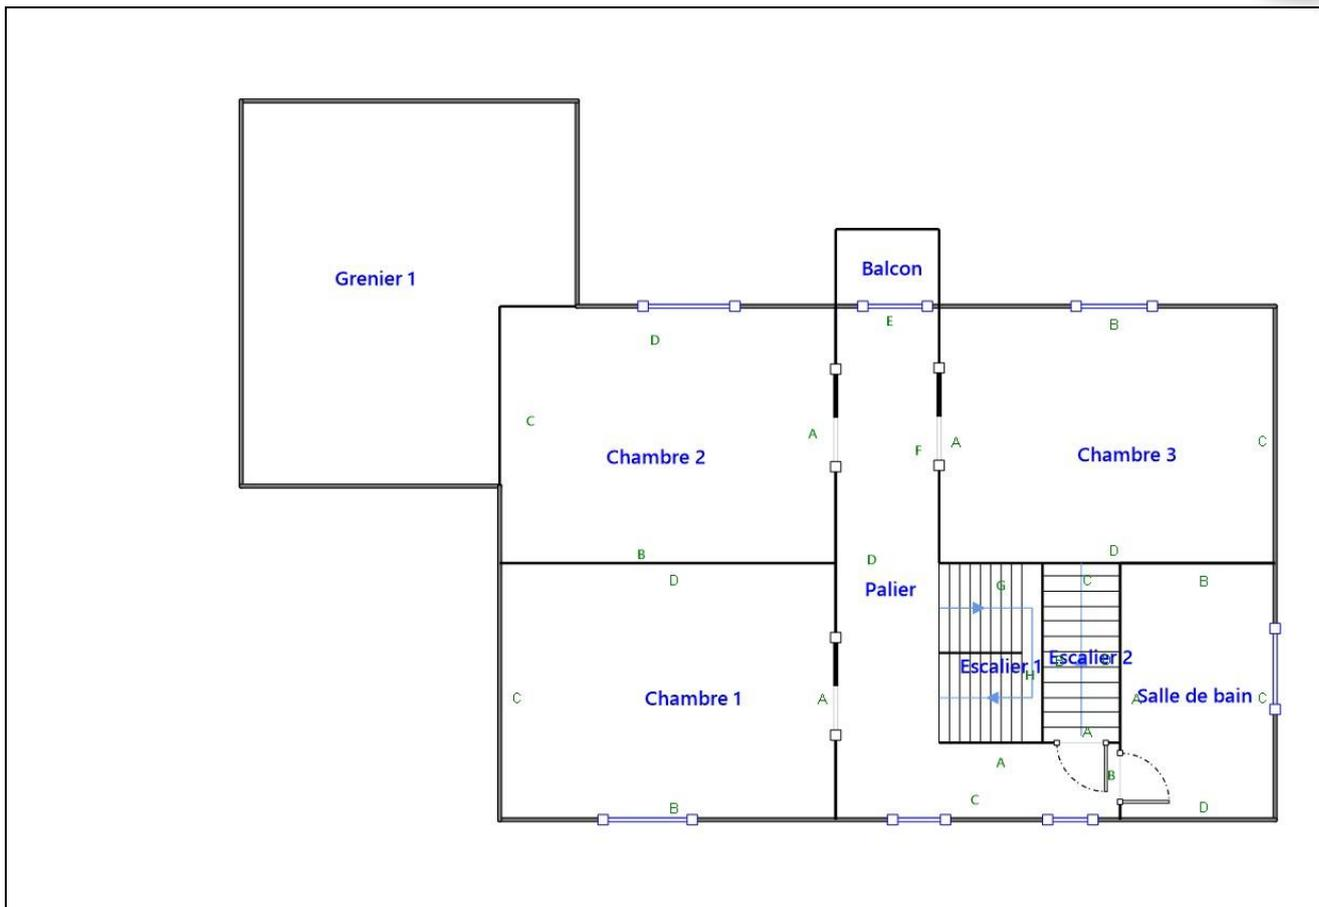 Balcon
Grenier 1
E
B
D
C
A
F
A
C
Chambre 2
Chambre 3
B
D
D
D
C
B
G
Palier
Escalier 1
Escalier 2
H
C
Chambre 1
A
A
Salle de bain
C
A
A
B
C
B
D